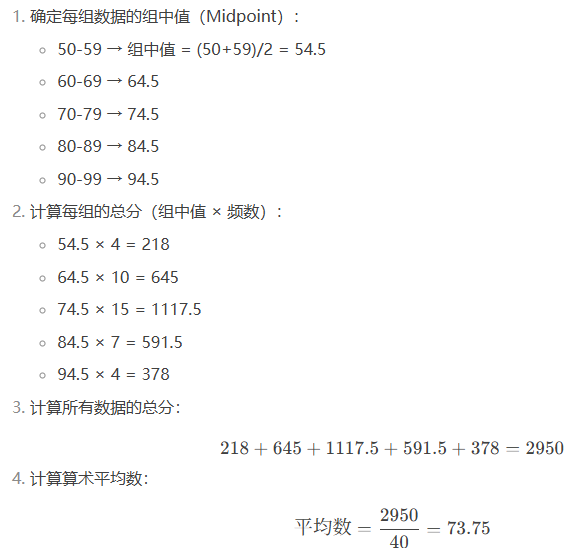 1. 确定每组数据的组中值（Midpoint）：
◦ 50-59 → 组中值 = (50+59)/2 = 54.5
◦ 60-69 → 64.5
◦ 70-79 → 74.5
◦ 80-89 → 84.5
◦ 90-99 → 94.5
2. 计算每组的总分（组中值 × 频数）：
◦ 54.5 × 4 = 218
◦ 64.5 × 10 = 645
◦ 74.5 × 15 = 1117.5
◦ 84.5 × 7 = 591.5
◦ 94.5 × 4 = 378
3. 计算所有数据的总分：
218 + 645 + 1117.5 + 591.5 + 378 = 2950
4. 计算算术平均数：
平均数 = 2950/40 = 73.75